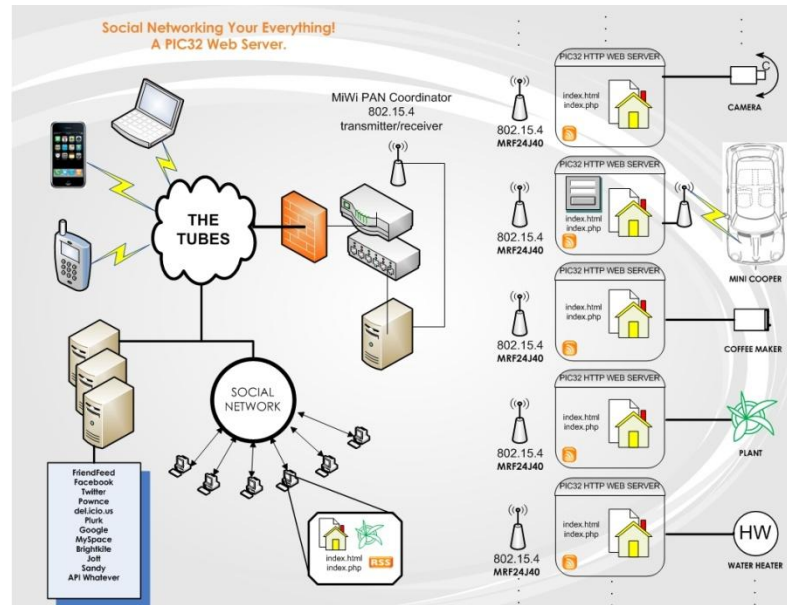 Social Networking Your Everything!
A PIC32 Web Server.
MiWi PAN Coordinator
802.15.4
transmitter/receiver
THE
TUBES
SOCIAL
NETWORK
FriendFeed
Facebook
Twitter
Pownce
del.icio.us
Plurk
Google
MySpace
Brightkite
Jott
Sandy
API Whatever
index.html
index.php
RSS
802.15.4
MRF24J40
PIC32 HTTP WEB SERVER
index.html
index.php
C
CAMERA
802.15.4
MRF24J40
PIC32 HTTP WEB SERVER
index.html
index.php
MINI COOPER
802.15.4
MRF24J40
PIC32 HTTP WEB SERVER
index.html
index.php
COFFEE MAKER
802.15.4
MRF24J40
PIC32 HTTP WEB SERVER
index.html
index.php
PLANT
802.15.4
MRF24J40
PIC32 HTTP WEB SERVER
index.html
index.php
HW
WATER HEATER